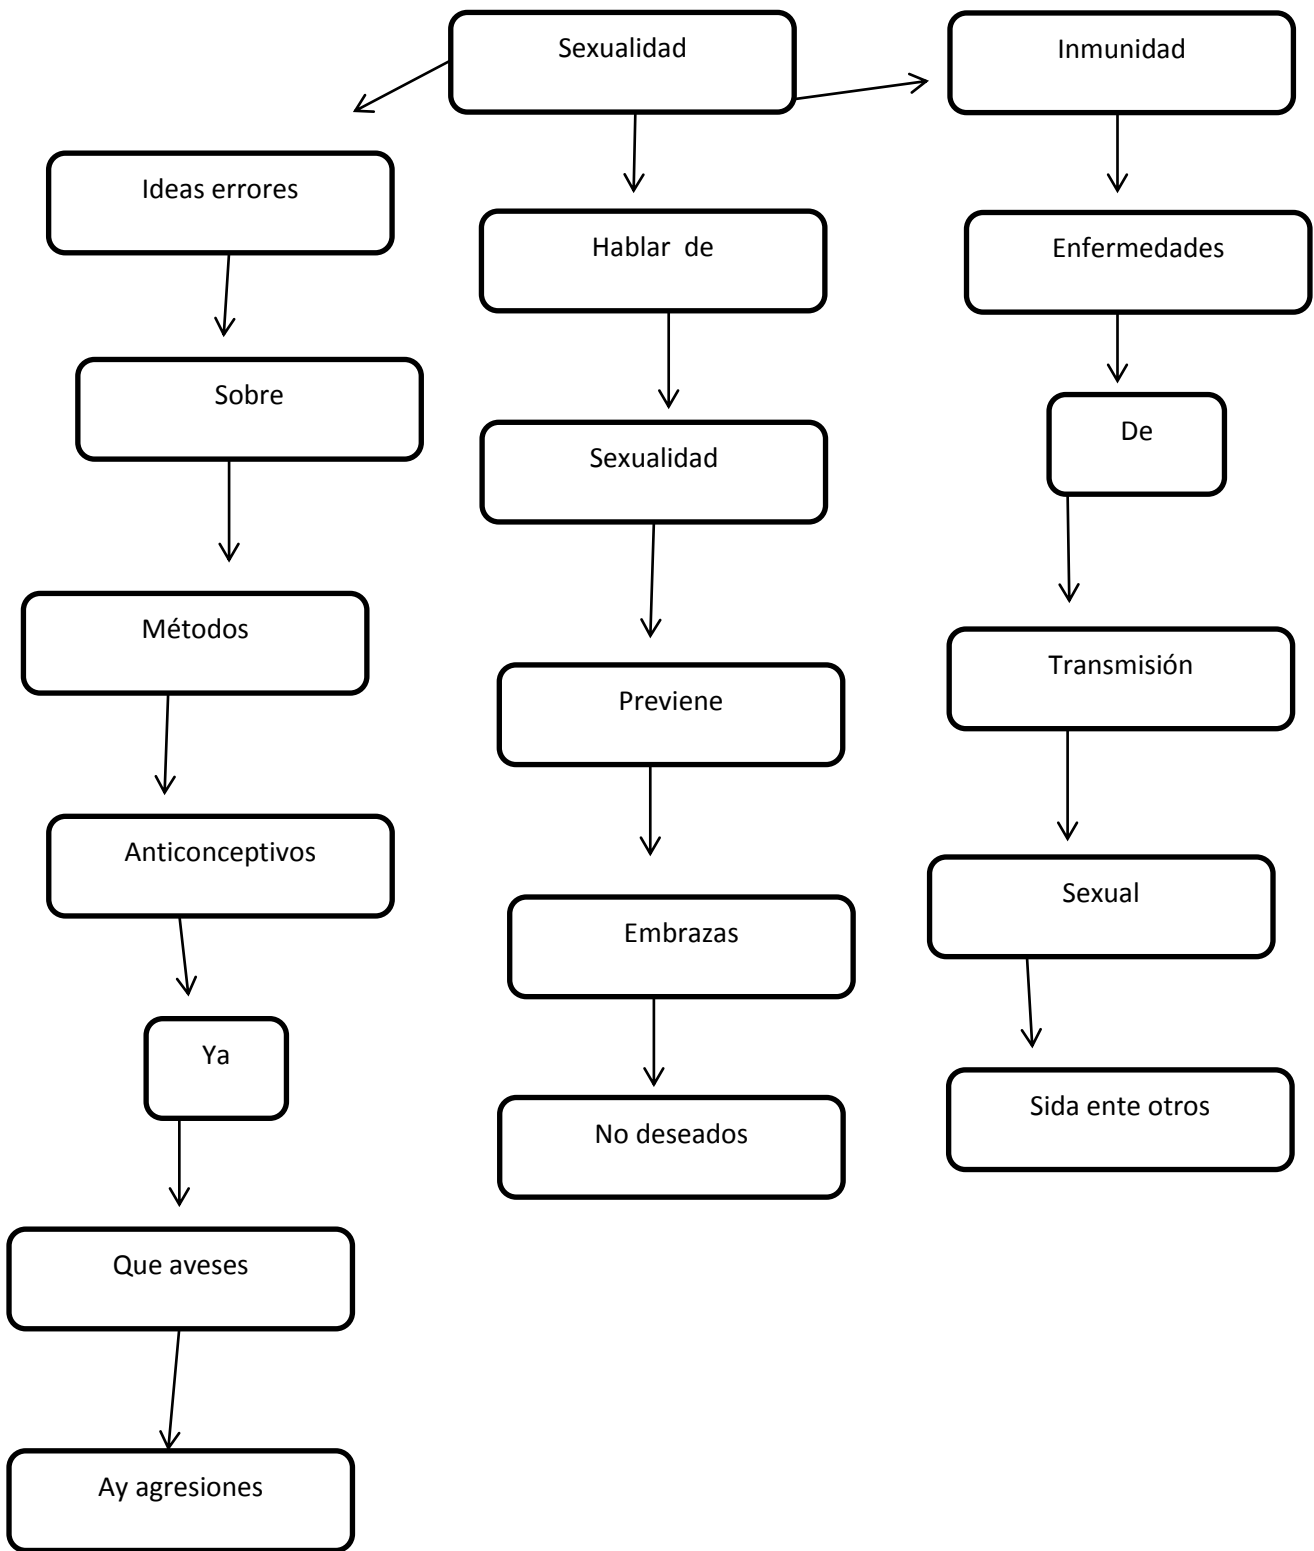 Sexualidad
Inmunidad
Ideas errores
Hablar  de
Enfermedades
Sobre
Sexualidad
De
Métodos
Previene
Transmisión
Anticonceptivos
Embrazas
Sexual
Ya
No deseados
Sida ente otros
Que aveses
Ay agresiones